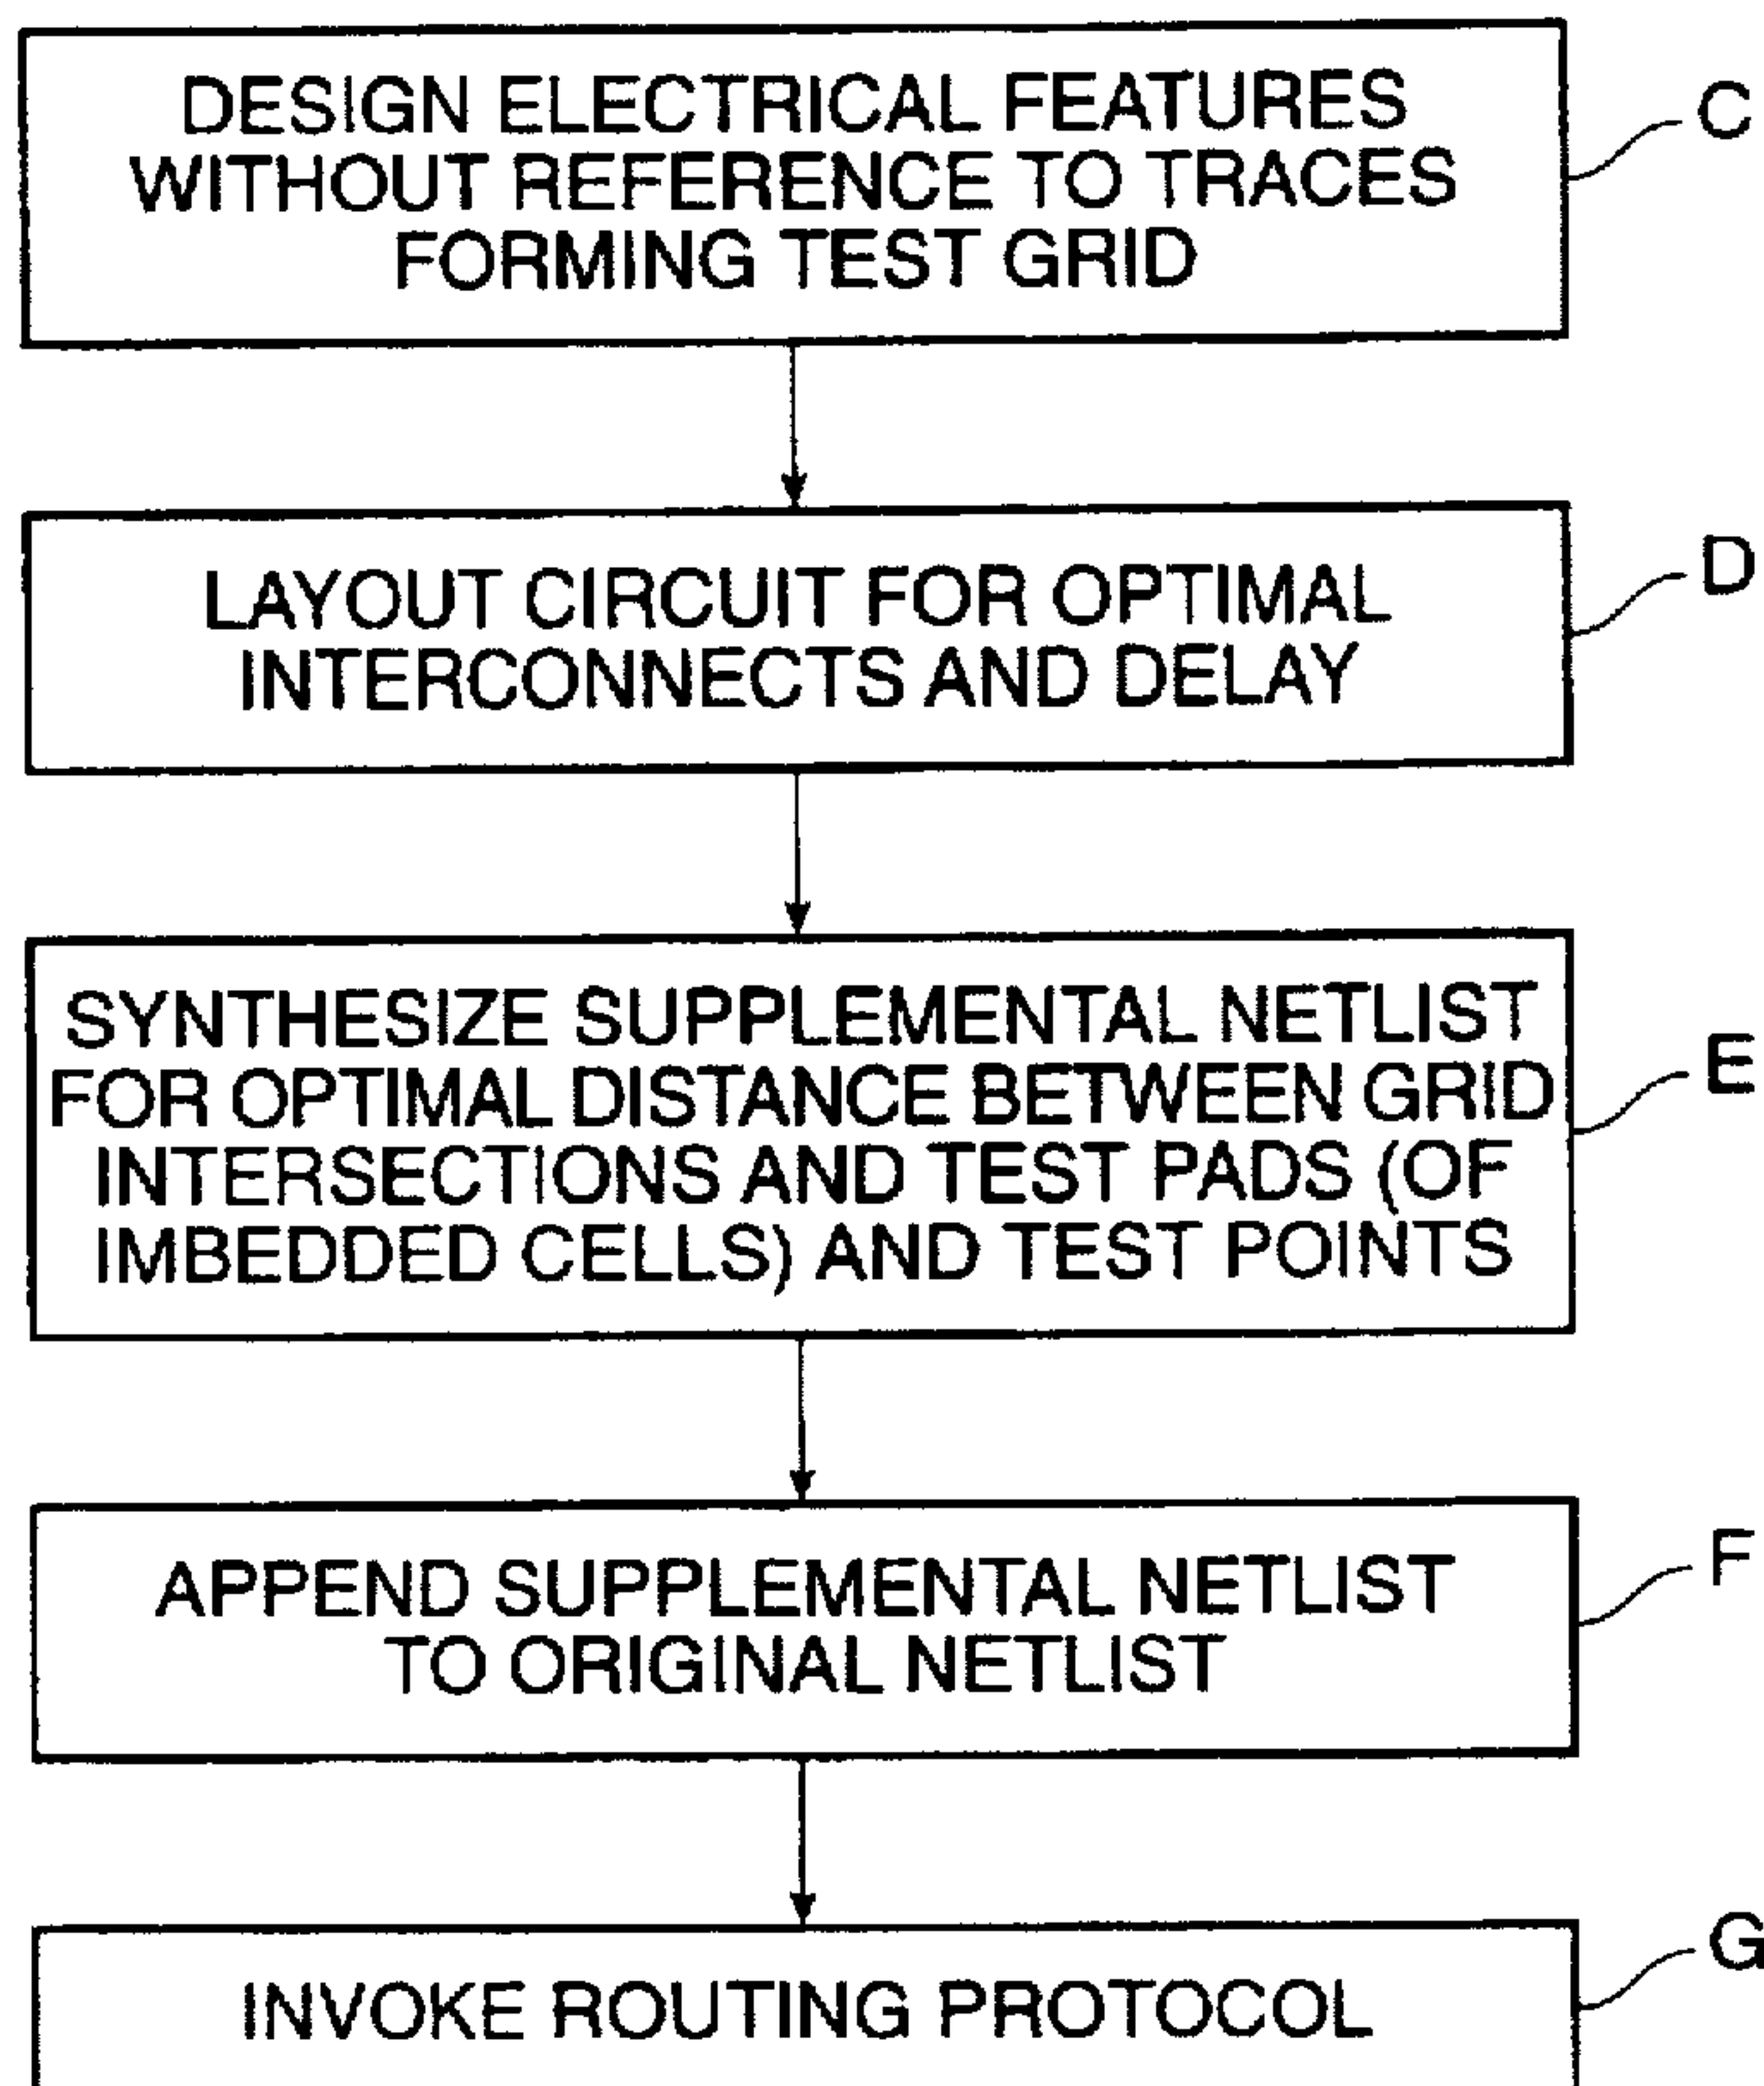 DESIGN ELECTRICAL FEATURES
WITHOUT REFERENCE TO TRACES
FORMING TEST GRID
C
LAYOUT CIRCUIT FOR OPTIMAL
INTERCONNECTS AND DELAY
D
SYNTHESIZE SUPPLEMENTAL NETLIST
FOR OPTIMAL DISTANCE BETWEEN GRID
INTERSECTIONS AND TEST PADS (OF
IMBEDDED CELLS) AND TEST POINTS
E
APPEND SUPPLEMENTAL NETLIST
TO ORIGINAL NETLIST
F
INVOKE ROUTING PROTOCOL
G